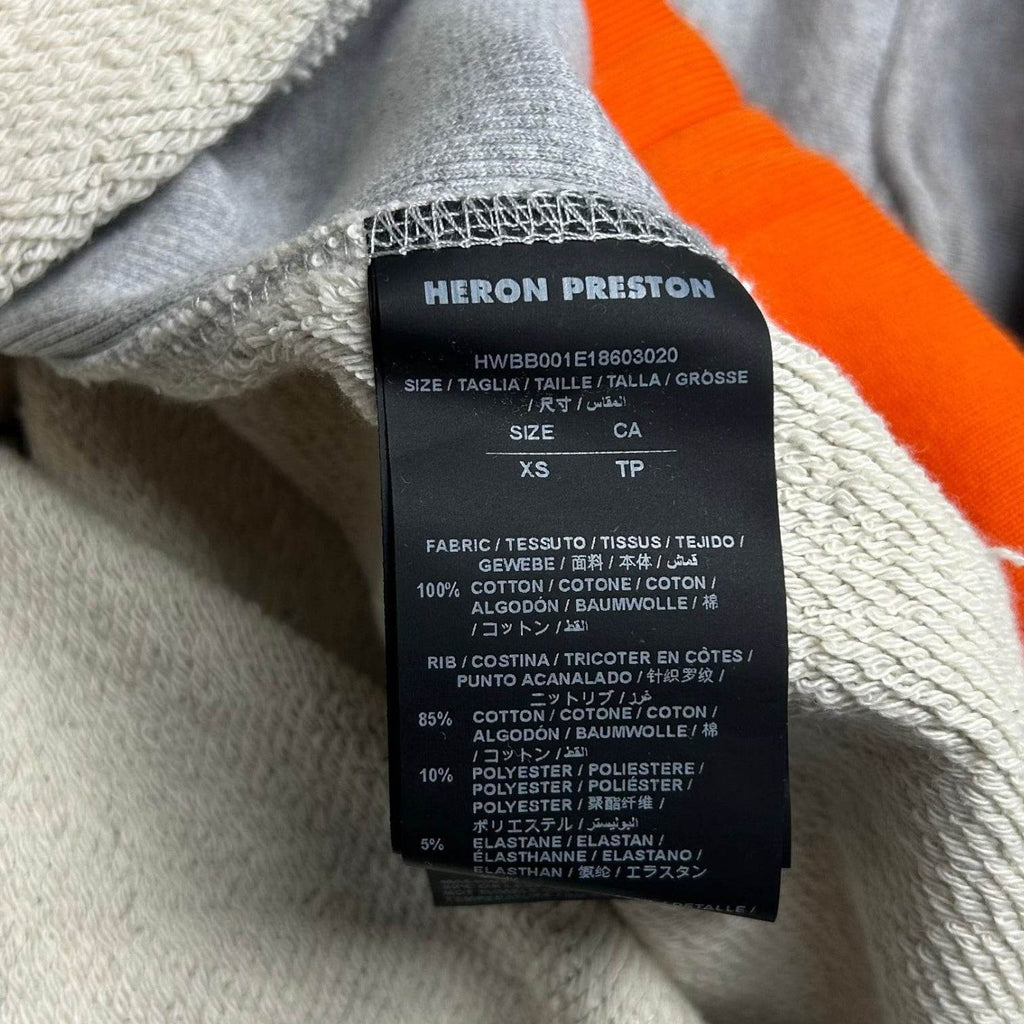 HERON PRESTON
HWBB001E18603020
SIZE / TAGLIA / TAILLE / TALLA / GRÖSSE
/ 尺寸 / المقاس
SIZE CA
XS TP
FABRIC / TESSUTO / TISSUS / TEJIDO /
GEWEBE / 面料 / 本体 / قماش
100% COTTON / COTONE / COTON /
ALGODÓN / BAUMWOLLE / 棉
/ コットン / القط
RIB / COSTINA / TRICOTER EN CÔTES /
PUNTO ACANALADO / 针织罗纹 /
ニットリブ / غرز
85% COTTON / COTONE / COTON /
ALGODÓN / BAUMWOLLE / 棉
/ コットン / القط
10% POLYESTER / POLIESTERE /
POLYESTER / POLIÉSTER /
POLYESTER / 聚酯纤维 /
ポリエステル / البوليستر
5% ELASTANE / ELASTAN /
ÉLASTHANNE / ELASTANO /
ELASTHAN / 氨纶 / エラスタン